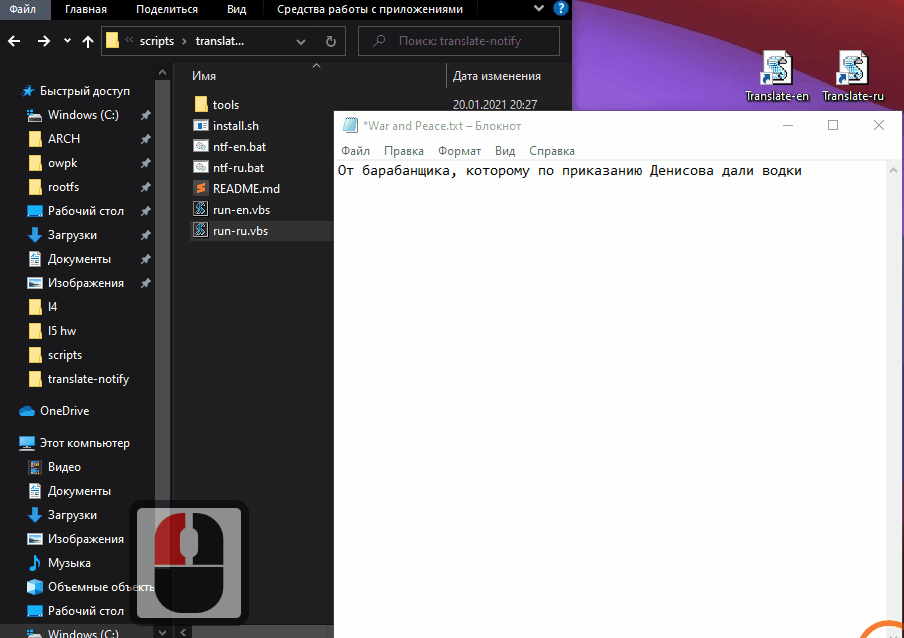 Файл Главная Поделиться Вид Средства работы с приложениями
scripts translat... Поиск: translate-notify
Быстрый доступ
Windows (C:)
ARCH
owpk
rootfs
Рабочий стол
Загрузки
Документы
Изображения
l4
l5 hw
scripts
translate-notify
OneDrive
Этот компьютер
Видео
Документы
Загрузки
Изображения
Музыка
Объемные объекты
Рабочий стол
Windows (C:)
Имя Дата изменения
tools 20.01.2021 20:27
install.sh
ntf-en.bat
ntf-ru.bat
README.md
run-en.vbs
run-ru.vbs
Translate-en Translate-ru
*War and Peace.txt – Блокнот
Файл Правка Формат Вид Справка
От барабанщика, которому по приказанию Денисова дали водки